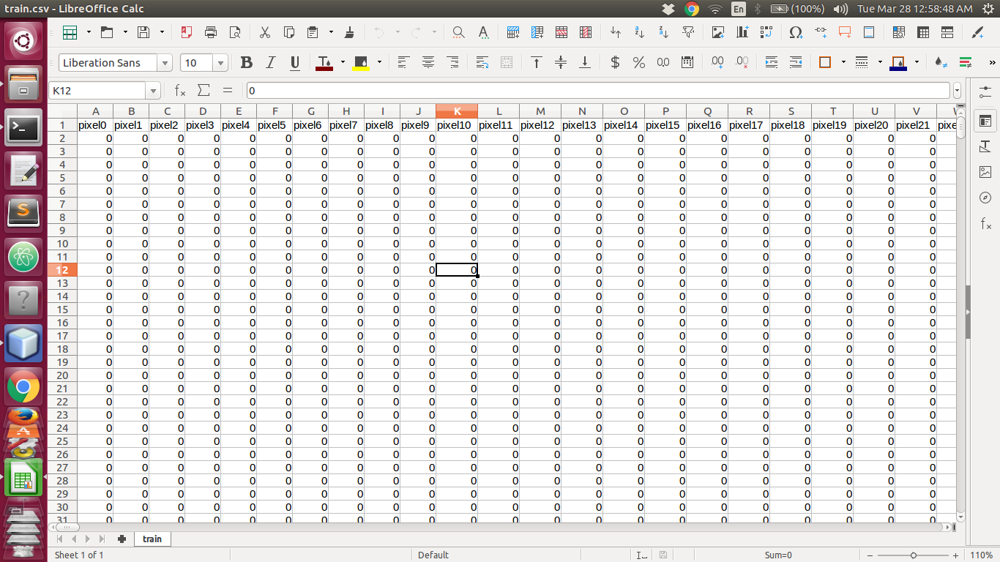 train.csv - LibreOffice Calc En (100%) Tue Mar 28 12:58:48 AM
Liberation Sans 10
K12 0
A B C D E F G H I J K L M N O P Q R S T U V
1 pixel0 pixel1 pixel2 pixel3 pixel4 pixel5 pixel6 pixel7 pixel8 pixel9 pixel10 pixel11 pixel12 pixel13 pixel14 pixel15 pixel16 pixel17 pixel18 pixel19 pixel20 pixel21
2 0 0 0 0 0 0 0 0 0 0 0 0 0 0 0 0 0 0 0 0 0 0
3 0 0 0 0 0 0 0 0 0 0 0 0 0 0 0 0 0 0 0 0 0 0
4 0 0 0 0 0 0 0 0 0 0 0 0 0 0 0 0 0 0 0 0 0 0
5 0 0 0 0 0 0 0 0 0 0 0 0 0 0 0 0 0 0 0 0 0 0
6 0 0 0 0 0 0 0 0 0 0 0 0 0 0 0 0 0 0 0 0 0 0
7 0 0 0 0 0 0 0 0 0 0 0 0 0 0 0 0 0 0 0 0 0 0
8 0 0 0 0 0 0 0 0 0 0 0 0 0 0 0 0 0 0 0 0 0 0
9 0 0 0 0 0 0 0 0 0 0 0 0 0 0 0 0 0 0 0 0 0 0
10 0 0 0 0 0 0 0 0 0 0 0 0 0 0 0 0 0 0 0 0 0 0
11 0 0 0 0 0 0 0 0 0 0 0 0 0 0 0 0 0 0 0 0 0 0
12 0 0 0 0 0 0 0 0 0 0 0 0 0 0 0 0 0 0 0 0 0 0
13 0 0 0 0 0 0 0 0 0 0 0 0 0 0 0 0 0 0 0 0 0 0
14 0 0 0 0 0 0 0 0 0 0 0 0 0 0 0 0 0 0 0 0 0 0
15 0 0 0 0 0 0 0 0 0 0 0 0 0 0 0 0 0 0 0 0 0 0
16 0 0 0 0 0 0 0 0 0 0 0 0 0 0 0 0 0 0 0 0 0 0
17 0 0 0 0 0 0 0 0 0 0 0 0 0 0 0 0 0 0 0 0 0 0
18 0 0 0 0 0 0 0 0 0 0 0 0 0 0 0 0 0 0 0 0 0 0
19 0 0 0 0 0 0 0 0 0 0 0 0 0 0 0 0 0 0 0 0 0 0
20 0 0 0 0 0 0 0 0 0 0 0 0 0 0 0 0 0 0 0 0 0 0
21 0 0 0 0 0 0 0 0 0 0 0 0 0 0 0 0 0 0 0 0 0 0
22 0 0 0 0 0 0 0 0 0 0 0 0 0 0 0 0 0 0 0 0 0 0
23 0 0 0 0 0 0 0 0 0 0 0 0 0 0 0 0 0 0 0 0 0 0
24 0 0 0 0 0 0 0 0 0 0 0 0 0 0 0 0 0 0 0 0 0 0
25 0 0 0 0 0 0 0 0 0 0 0 0 0 0 0 0 0 0 0 0 0 0
26 0 0 0 0 0 0 0 0 0 0 0 0 0 0 0 0 0 0 0 0 0 0
27 0 0 0 0 0 0 0 0 0 0 0 0 0 0 0 0 0 0 0 0 0 0
28 0 0 0 0 0 0 0 0 0 0 0 0 0 0 0 0 0 0 0 0 0 0
29 0 0 0 0 0 0 0 0 0 0 0 0 0 0 0 0 0 0 0 0 0 0
30 0 0 0 0 0 0 0 0 0 0 0 0 0 0 0 0 0 0 0 0 0 0
31 0 0 0 0 0 0 0 0 0 0 0 0 0 0 0 0 0 0 0 0 0 0
train
Sheet 1 of 1 Default Sum=0 110%